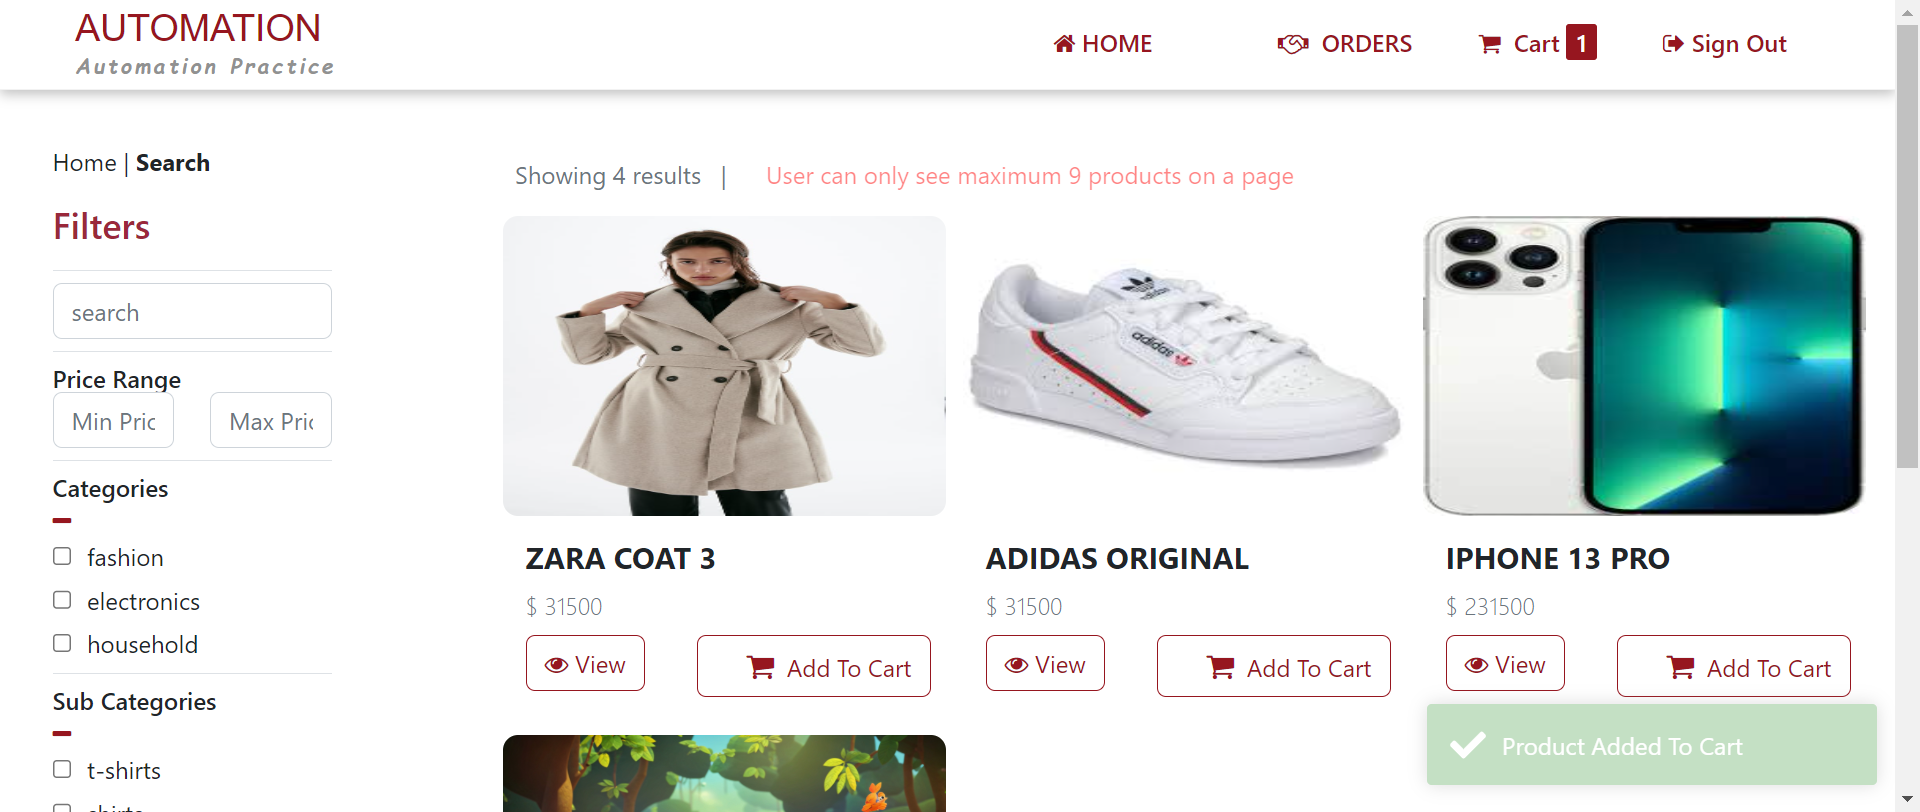 AUTOMATION
Automation Practice
HOME
ORDERS
Cart 1
Sign Out
Home | Search
Filters
search
Price Range
Min Pric
Max Pric
Categories
fashion
electronics
household
Sub Categories
t-shirts
shirts
Showing 4 results |
User can only see maximum 9 products on a page
adidas
ZARA COAT 3
$ 31500
View
Add To Cart
ADIDAS ORIGINAL
$ 31500
View
Add To Cart
IPHONE 13 PRO
$ 231500
View
Add To Cart
Product Added To Cart